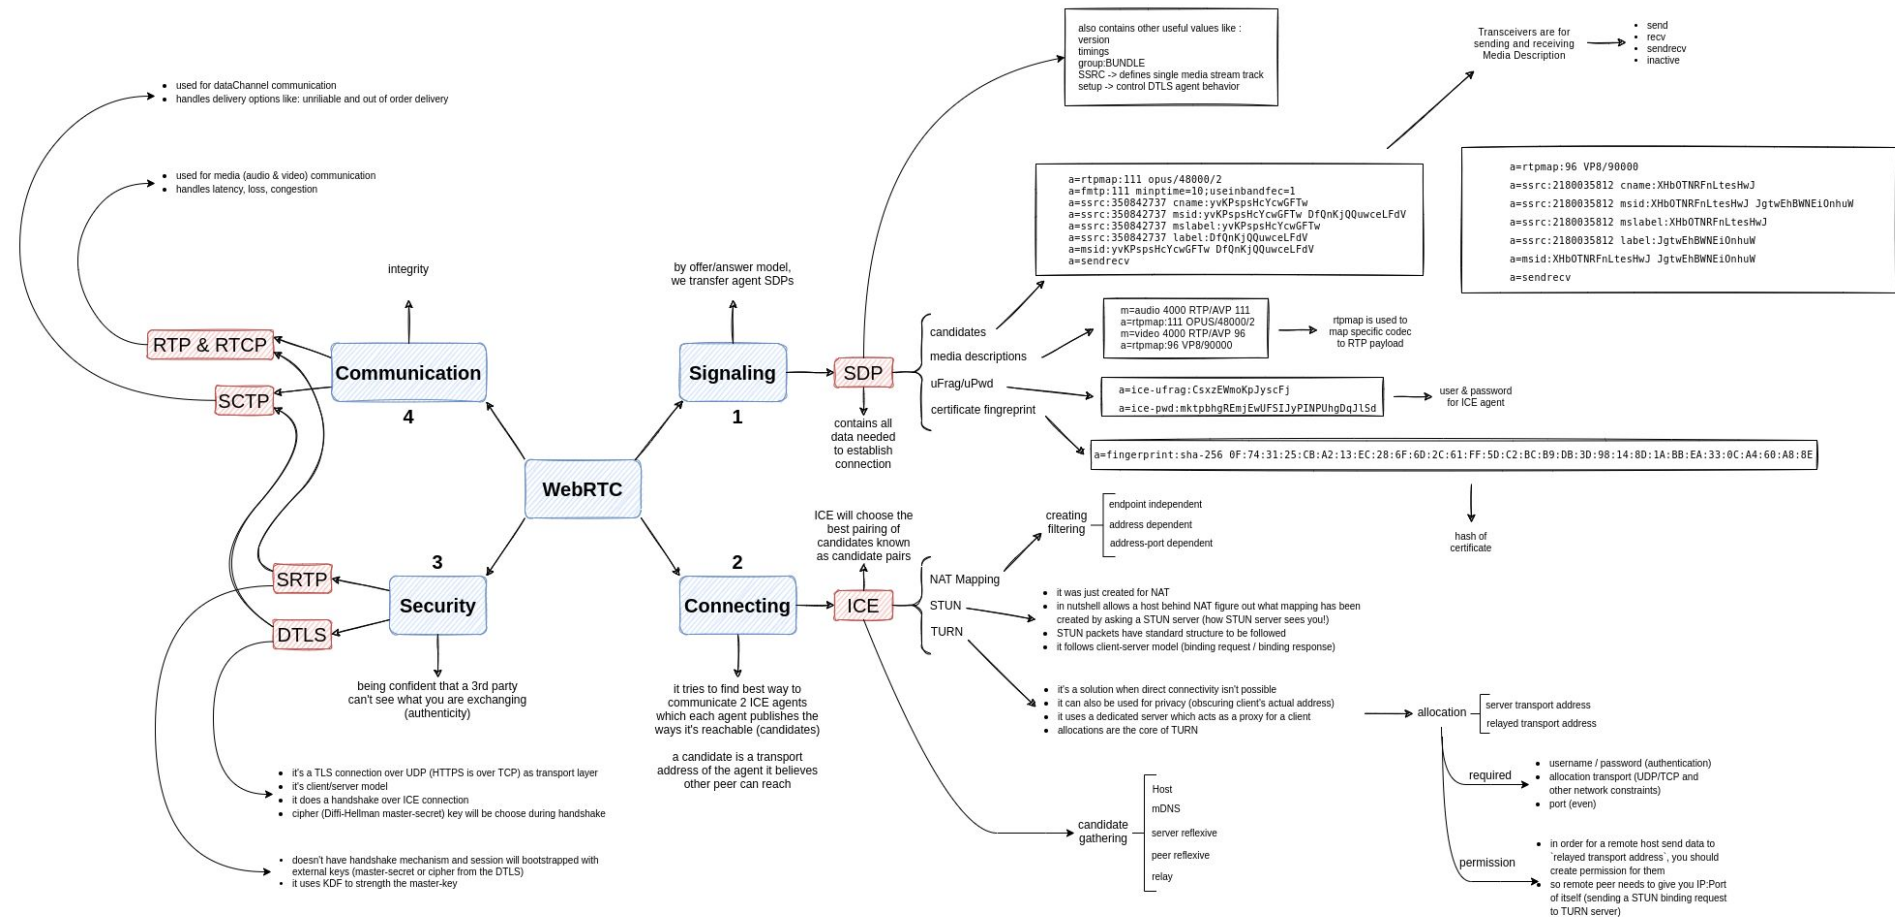 WebRTC
1
Signaling
by offer/answer model,
we transfer agent SDPs
SDP
contains all
data needed
to establish
connection
also contains other useful values like :
version
timings
group:BUNDLE
SSRC -> defines single media stream track
setup -> control DTLS agent behavior
candidates
media descriptions
uFrag/uPwd
certificate fingreprint
a=rtpmap:111 opus/48000/2
a=fmtp:111 minptime=10;useinbandfec=1
a=ssrc:350842737 cname:yvKPspsHcYcwGFTw
a=ssrc:350842737 msid:yvKPspsHcYcwGFTw DfQnKjQQuwceLFdV
a=ssrc:350842737 mslabel:yvKPspsHcYcwGFTw
a=ssrc:350842737 label:DfQnKjQQuwceLFdV
a=msid:yvKPspsHcYcwGFTw DfQnKjQQuwceLFdV
a=sendrecv
Transceivers are for
sending and receiving
Media Description
• send
• recv
• sendrecv
• inactive
a=rtpmap:96 VP8/90000
a=ssrc:2180035812 cname:XHbOTNRFnLtesHwJ
a=ssrc:2180035812 msid:XHbOTNRFnLtesHwJ JgtwEhBWNEiOnhuW
a=ssrc:2180035812 mslabel:XHbOTNRFnLtesHwJ
a=ssrc:2180035812 label:JgtwEhBWNEiOnhuW
a=msid:XHbOTNRFnLtesHwJ JgtwEhBWNEiOnhuW
a=sendrecv
m=audio 4000 RTP/AVP 111
a=rtpmap:111 OPUS/48000/2
m=video 4000 RTP/AVP 96
a=rtpmap:96 VP8/90000
rtpmap is used to
map specific codec
to RTP payload
a=ice-ufrag:CsxzEWmoKpJyscFj
a=ice-pwd:mktpbhgREmjEwUFSIJyPINPUhgDqJlSd
user & password
for ICE agent
a=fingerprint:sha-256 0F:74:31:25:CB:A2:13:EC:28:6F:6D:2C:61:FF:5D:C2:BC:B9:DB:3D:98:14:8D:1A:BB:EA:33:0C:A4:60:A8:8E
hash of
certificate
2
Connecting
it tries to find best way to
communicate 2 ICE agents
which each agent publishes the
ways it's reachable (candidates)
a candidate is a transport
address of the agent it believes
other peer can reach
ICE
ICE will choose the
best pairing of
candidates known
as candidate pairs
NAT Mapping
STUN
TURN
creating
filtering
endpoint independent
address dependent
address-port dependent
• it was just created for NAT
• in nutshell allows a host behind NAT figure out what mapping has been
created by asking a STUN server (how STUN server sees you!)
• STUN packets have standard structure to be followed
• it follows client-server model (binding request / binding response)
• it's a solution when direct connectivity isn't possible
• it can also be used for privacy (obscuring client's actual address)
• it uses a dedicated server which acts as a proxy for a client
• allocations are the core of TURN
allocation
server transport address
relayed transport address
required
• username / password (authentication)
• allocation transport (UDP/TCP and
other network constraints)
• port (even)
permission
• in order for a remote host send data to
`relayed transport address`, you should
create permission for them
• so remote peer needs to give you IP:Port
of itself (sending a STUN binding request
to TURN server)
candidate
gathering
Host
mDNS
server reflexive
peer reflexive
relay
3
Security
being confident that a 3rd party
can't see what you are exchanging
(authenticity)
SRTP
DTLS
• it's a TLS connection over UDP (HTTPS is over TCP) as transport layer
• it's client/server model
• it does a handshake over ICE connection
• cipher (Diffi-Hellman master-secret) key will be choose during handshake
• doesn't have handshake mechanism and session will bootstrapped with
external keys (master-secret or cipher from the DTLS)
• it uses KDF to strength the master-key
4
Communication
integrity
RTP & RTCP
SCTP
• used for dataChannel communication
• handles delivery options like: unriliable and out of order delivery
• used for media (audio & video) communication
• handles latency, loss, congestion